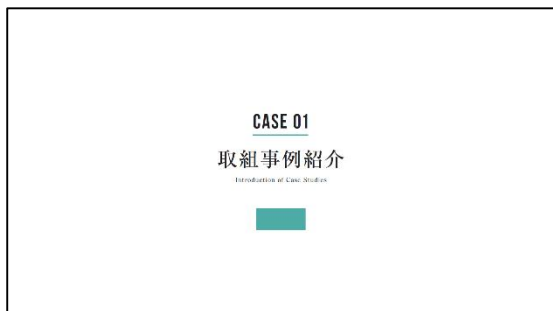 CASE 01
取組事例紹介
Introduction of Case Studies